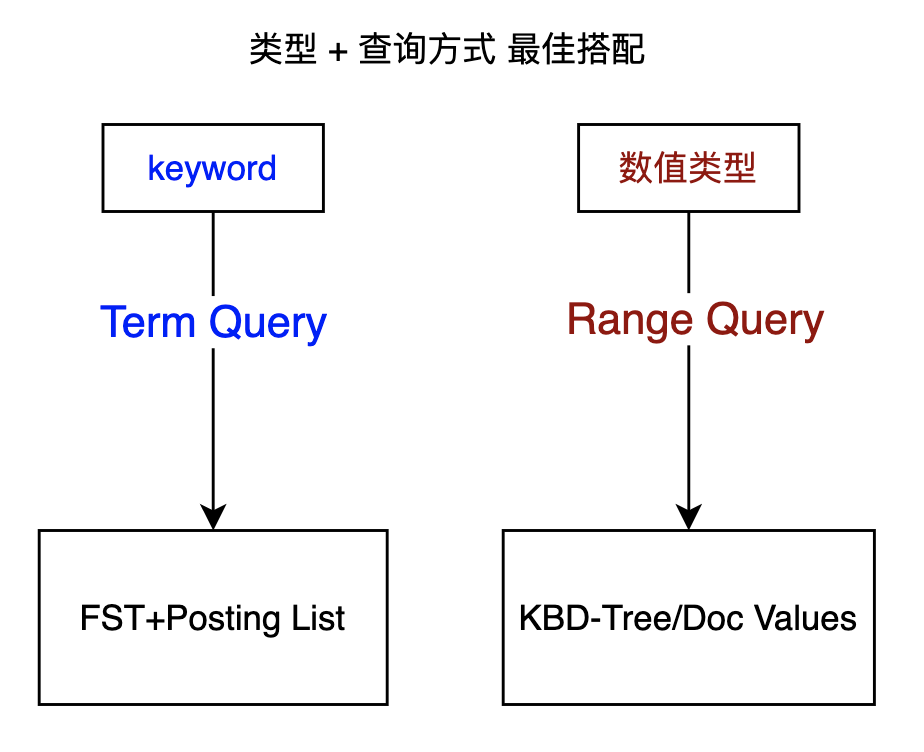 类型 + 查询方式 最佳搭配
keyword
数值类型
Term Query
Range Query
FST+Posting List
KBD-Tree/Doc Values